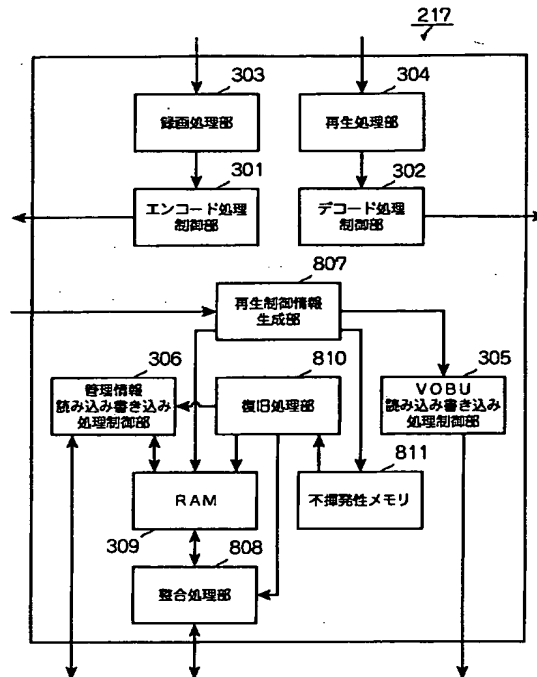 217
303
304
録画処理部
再生処理部
301
302
エンコード処理
制御部
デコード処理
制御部
807
再生制御情報
生成部
306
810
305
管理情報
読み込み書き込み
処理制御部
復旧処理部
VOBU
読み込み書き込み
処理制御部
811
RAM
不揮発性メモリ
309
808
整合処理部